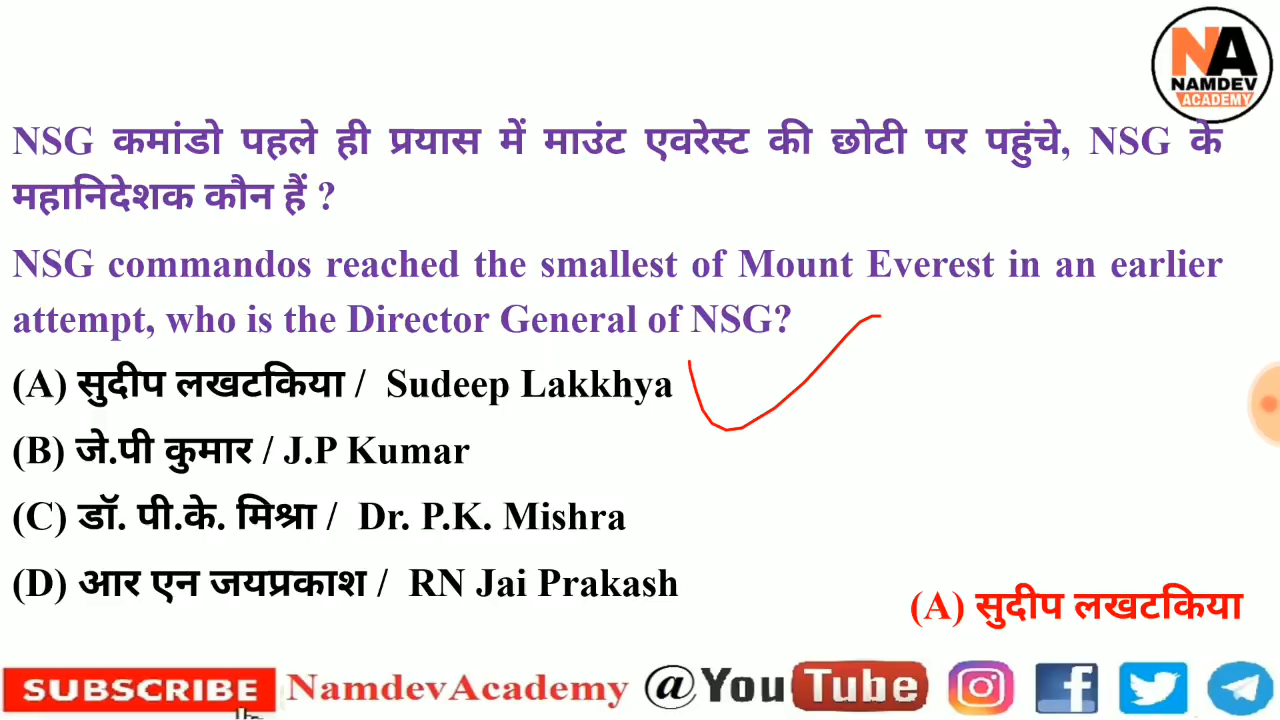 NA
NAMDEV
ACADEMY
NSG कमांडो पहले ही प्रयास में माउंट एवरेस्ट की छोटी पर पहुंचे, NSG के
महानिदेशक कौन हैं ?
NSG commandos reached the smallest of Mount Everest in an earlier
attempt, who is the Director General of NSG?
(A) सुदीप लखटकिया / Sudeep Lakkhya
(B) जे.पी कुमार / J.P Kumar
(C) डॉ. पी.के. मिश्रा / Dr. P.K. Mishra
(D) आर एन जयप्रकाश / RN Jai Prakash
(A) सुदीप लखटकिया
SUBSCRIBE NamdevAcademy @YouTube